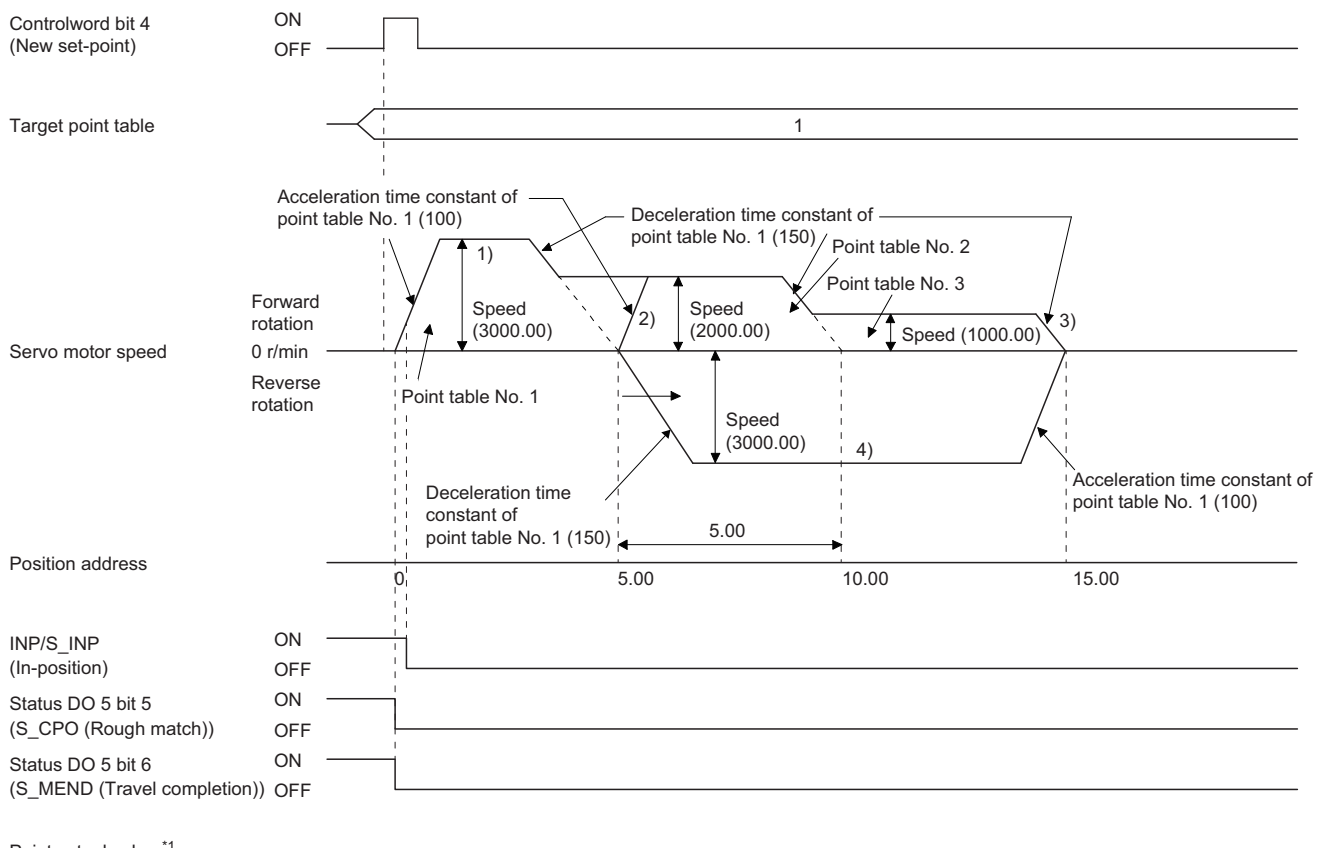 Controlword bit 4
(New set-point)
ON
OFF
Target point table
1
Acceleration time constant of
point table No. 1 (100)
Deceleration time constant of
point table No. 1 (150)
Point table No. 2
1)
Point table No. 3
Forward
rotation
Speed
(3000.00)
2)
Speed
(2000.00)
Speed (1000.00)
3)
Servo motor speed
0 r/min
Reverse
rotation
Point table No. 1
Speed
(3000.00)
4)
Deceleration time
constant of
point table No. 1 (150)
Acceleration time constant of
point table No. 1 (100)
5.00
Position address
0
5.00
10.00
15.00
INP/S_INP
(In-position)
ON
OFF
Status DO 5 bit 5
(S_CPO (Rough match))
ON
OFF
Status DO 5 bit 6
(S_MEND (Travel completion))
ON
OFF